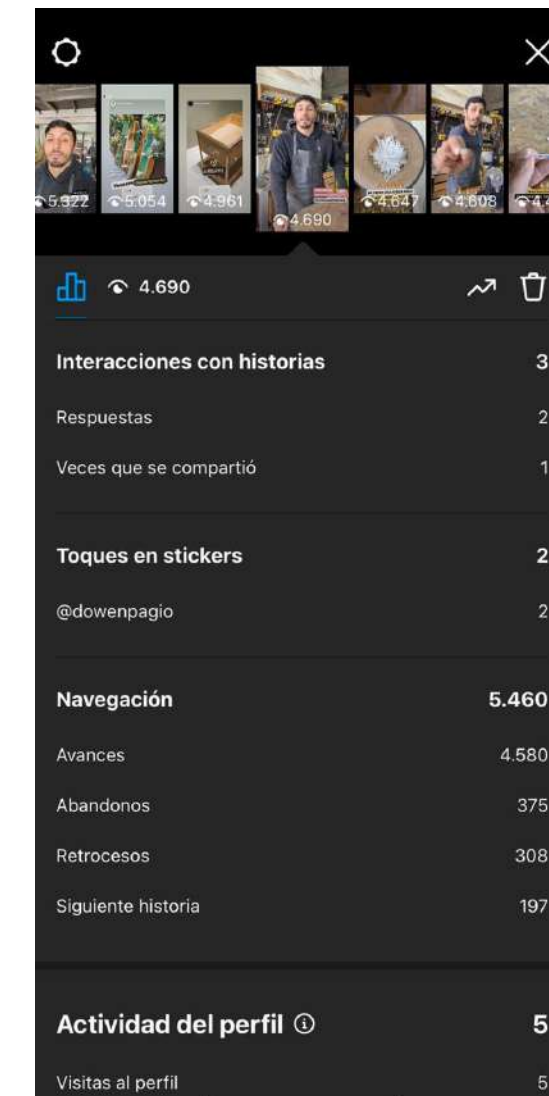 5.322
5.054
4.961
4.690
4.647
4.608
4.690
Interacciones con historias 3
Respuestas 2
Veces que se compartió 1
Toques en stickers 2
@dowenpagio 2
Navegación 5.460
Avances 4.580
Abandonos 375
Retrocesos 308
Siguiente historia 197
Actividad del perfil 5
Visitas al perfil 5